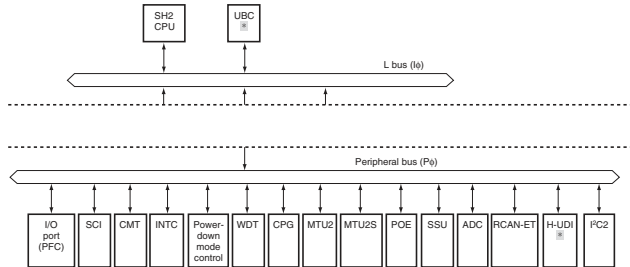 SH2
CPU
UBC
*
L bus (Iφ)
Peripheral bus (Pφ)
I/O
port
(PFC)
SCI
CMT
INTC
Power-
down
mode
control
WDT
CPG
MTU2
MTU2S
POE
SSU
ADC
RCAN-ET
H-UDI
*
I²C2